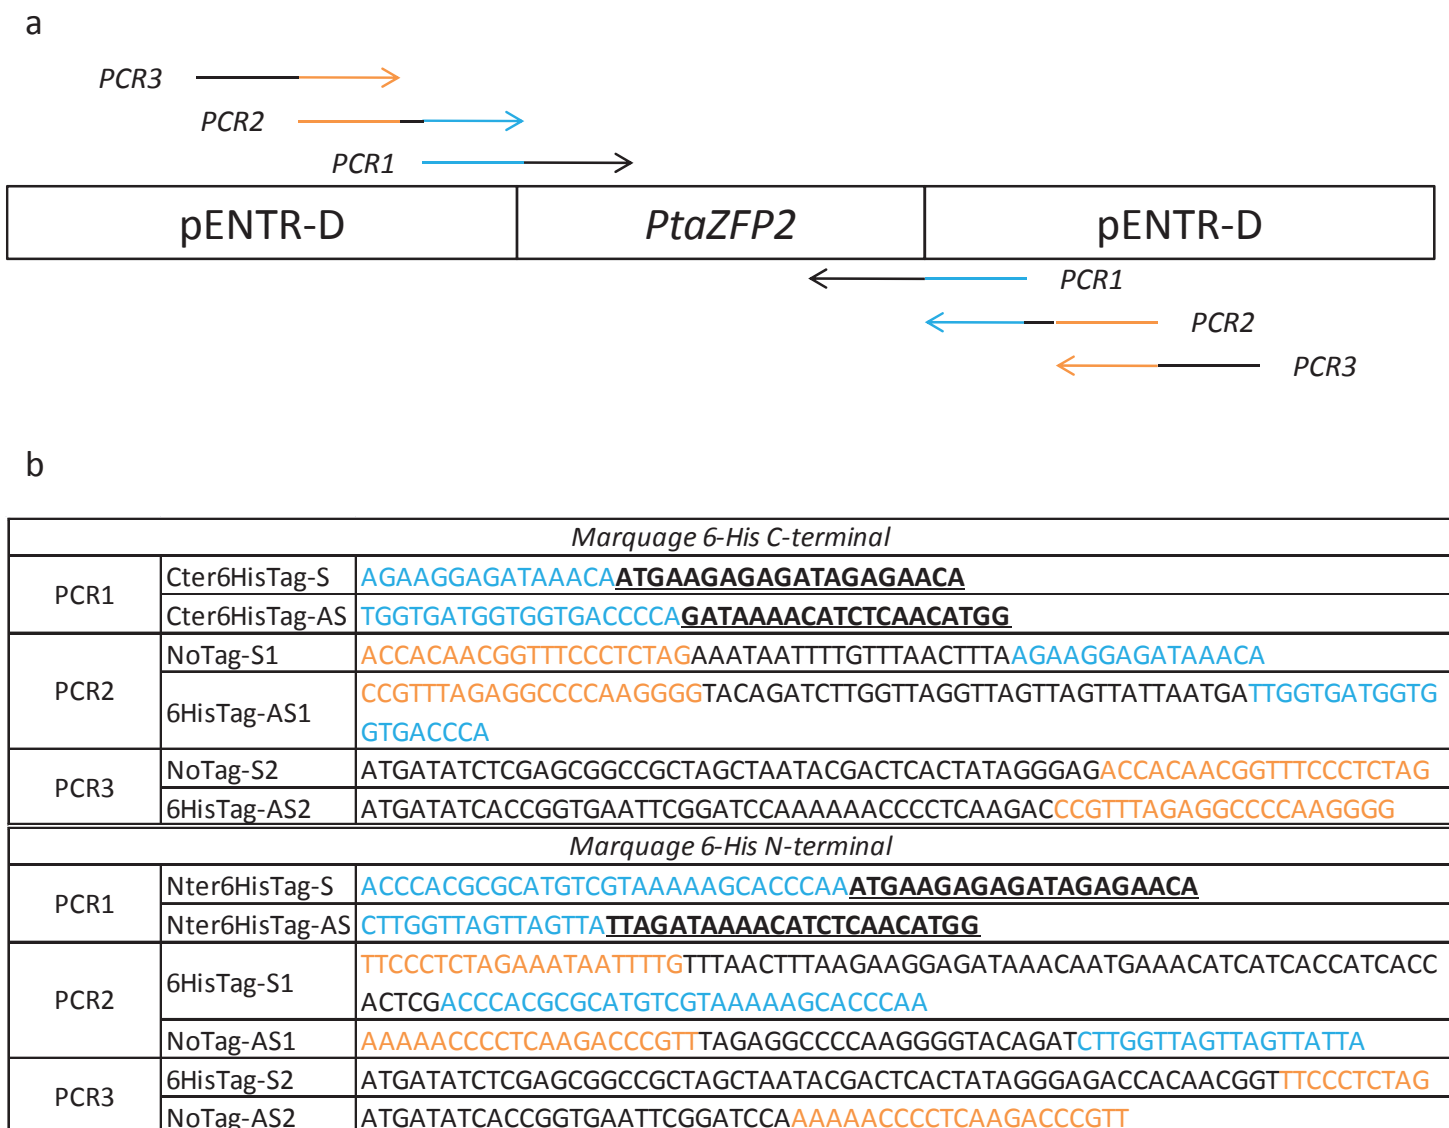 a
PCR3
PCR2
PCR1
pENTR-D PtaZFP2 pENTR-D
PCR1
PCR2
PCR3
b
Marquage 6-His C-terminal
PCR1
Cter6HisTag-S AGAAGGAGATAAACAATGAAGAGAGATAGAGAACA
Cter6HisTag-AS TGGTGATGGTGGTGACCCCAGATAAAACATCTCAACATGG
PCR2
NoTag-S1 ACCACAACGGTTTCCCTCTAGAAATAATTTTGTTTAACTTTAAGAAGGAGATAAACA
6HisTag-AS1 CCGTTTAGAGGCCCCAAGGGGTACAGATCTTGGTTAGGTTAGTTAGTTATTAATGATTGGTGATGGTG
GTGACCCA
PCR3
NoTag-S2 ATGATATCTCGAGCGGCCGCTAGCTAATACGACTCACTATAGGGAGACCACAACGGTTTCCCTCTAG
6HisTag-AS2 ATGATATCACCGGTGAATTCGGATCCAAAAAACCCCTCAAGACCCGTTTAGAGGCCCCAAGGGG
Marquage 6-His N-terminal
PCR1
Nter6HisTag-S ACCCACGCGCATGTCGTAAAAAGCACCCAAATGAAGAGAGATAGAGAACA
Nter6HisTag-AS CTTGGTTAGTTAGTTATTAGATAAAACATCTCAACATGG
PCR2
6HisTag-S1 TTCCCTCTAGAAATAATTTTGTTTAACTTTAAGAAGGAGATAAACAATGAAACATCATCACCATCACC
ACTCGACCCACGCGCATGTCGTAAAAAGCACCCAA
NoTag-AS1 AAAAACCCCTCAAGACCCGTTTAGAGGCCCCAAGGGGTACAGATCTTGGTTAGTTAGTTATTA
PCR3
6HisTag-S2 ATGATATCTCGAGCGGCCGCTAGCTAATACGACTCACTATAGGGAGACCACAACGGTTTCCCTCTAG
NoTag-AS2 ATGATATCACCGGTGAATTCGGATCCAAAAAACCCCTCAAGACCCGTT